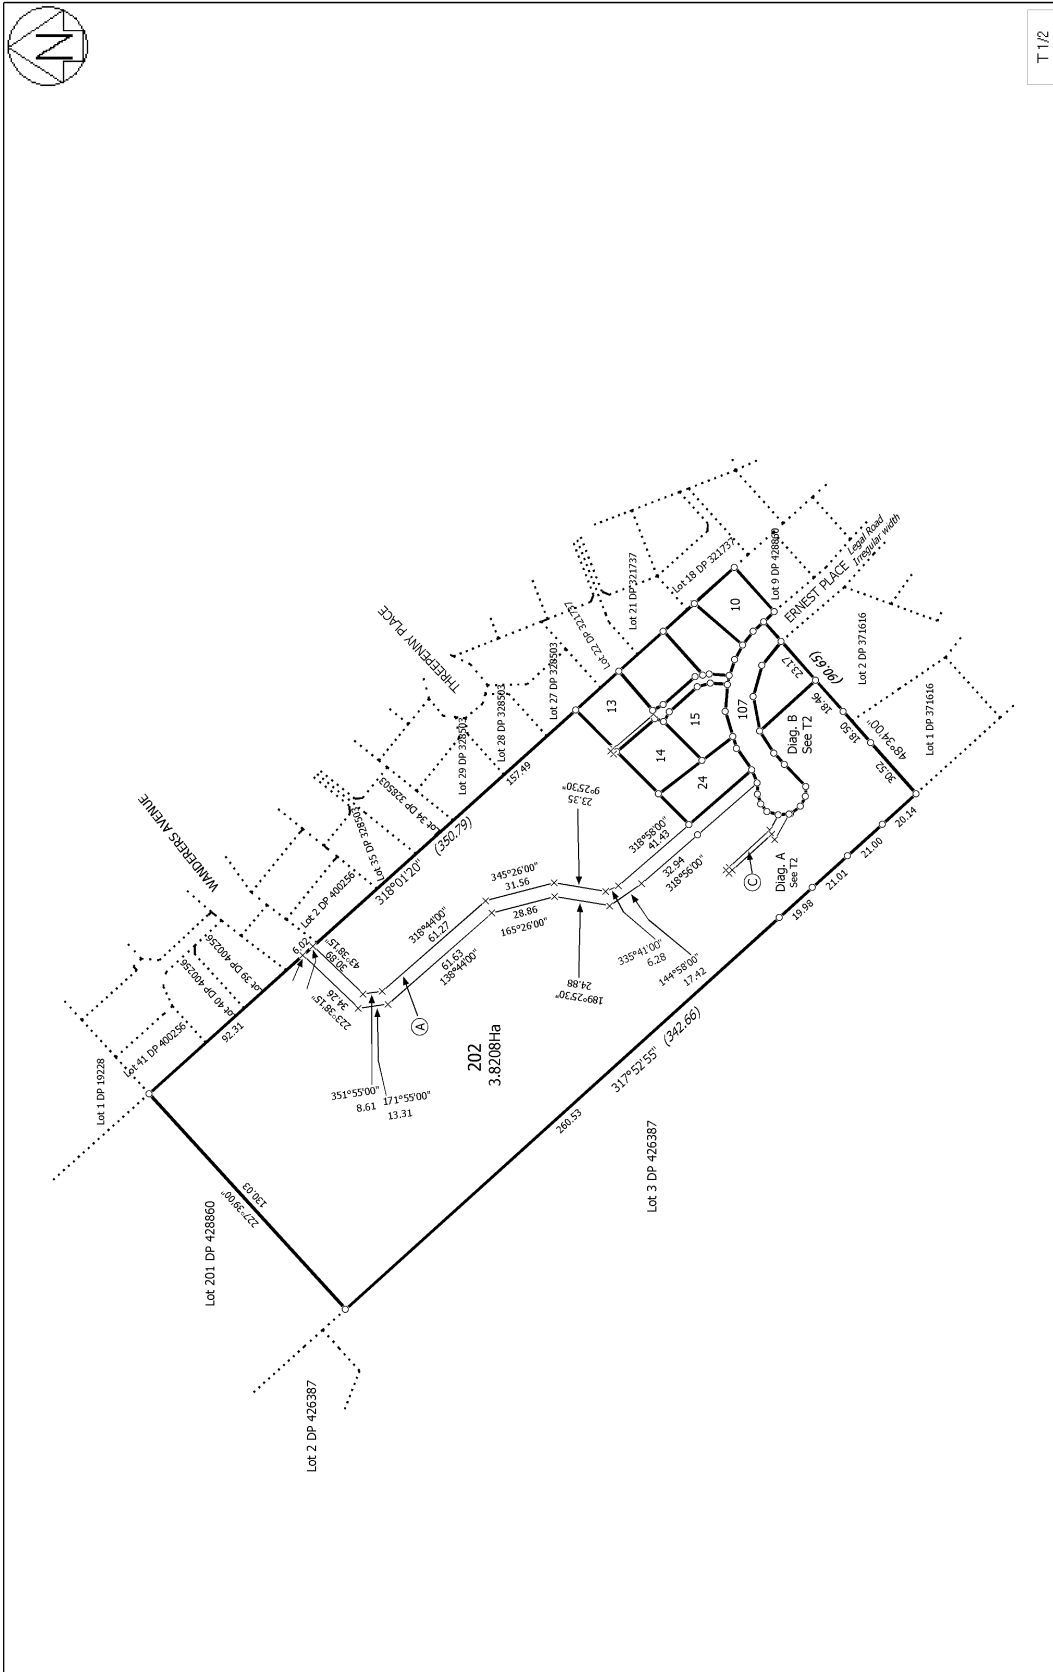 N
T 1/2
WANDERERS AVENUE
THREEPENNY PLACE
Lot 1 DP 19228
Lot 41 DP 400256
Lot 40 DP 400256
Lot 39 DP 400256
Lot 2 DP 400256
Lot 35 DP 328503
Lot 34 DP 328503
Lot 29 DP 328503
Lot 28 DP 328503
Lot 27 DP 328503
Lot 22 DP 321737
Lot 21 DP 321737
Lot 18 DP 321737
Lot 9 DP 428860
ERNEST PLACE
Legal Road
Irregular width
Lot 2 DP 371616
Lot 1 DP 371616
Lot 3 DP 426387
Lot 2 DP 426387
Lot 201 DP 428860
227°39'00"
130.03
92.31
6.02
318°01'20"
(350.79)
157.49
43°38'15"
30.89
34.26
223°38'15"
351°55'00"
8.61
171°55'00"
13.31
318°44'00"
61.27
61.63
138°44'00"
345°26'00"
31.56
28.86
165°26'00"
9°25'30"
23.35
189°25'30"
24.88
335°41'00"
6.28
144°58'00"
17.42
318°58'00"
41.43
32.94
318°56'00"
A
202
3.8208Ha
C
Diag. A
See T2
Diag. B
See T2
10
13
14
15
24
107
23.17
(90.65)
18.46
18.50
48°34'00"
30.52
20.14
21.00
21.01
19.98
317°52'55"
(342.66)
260.53